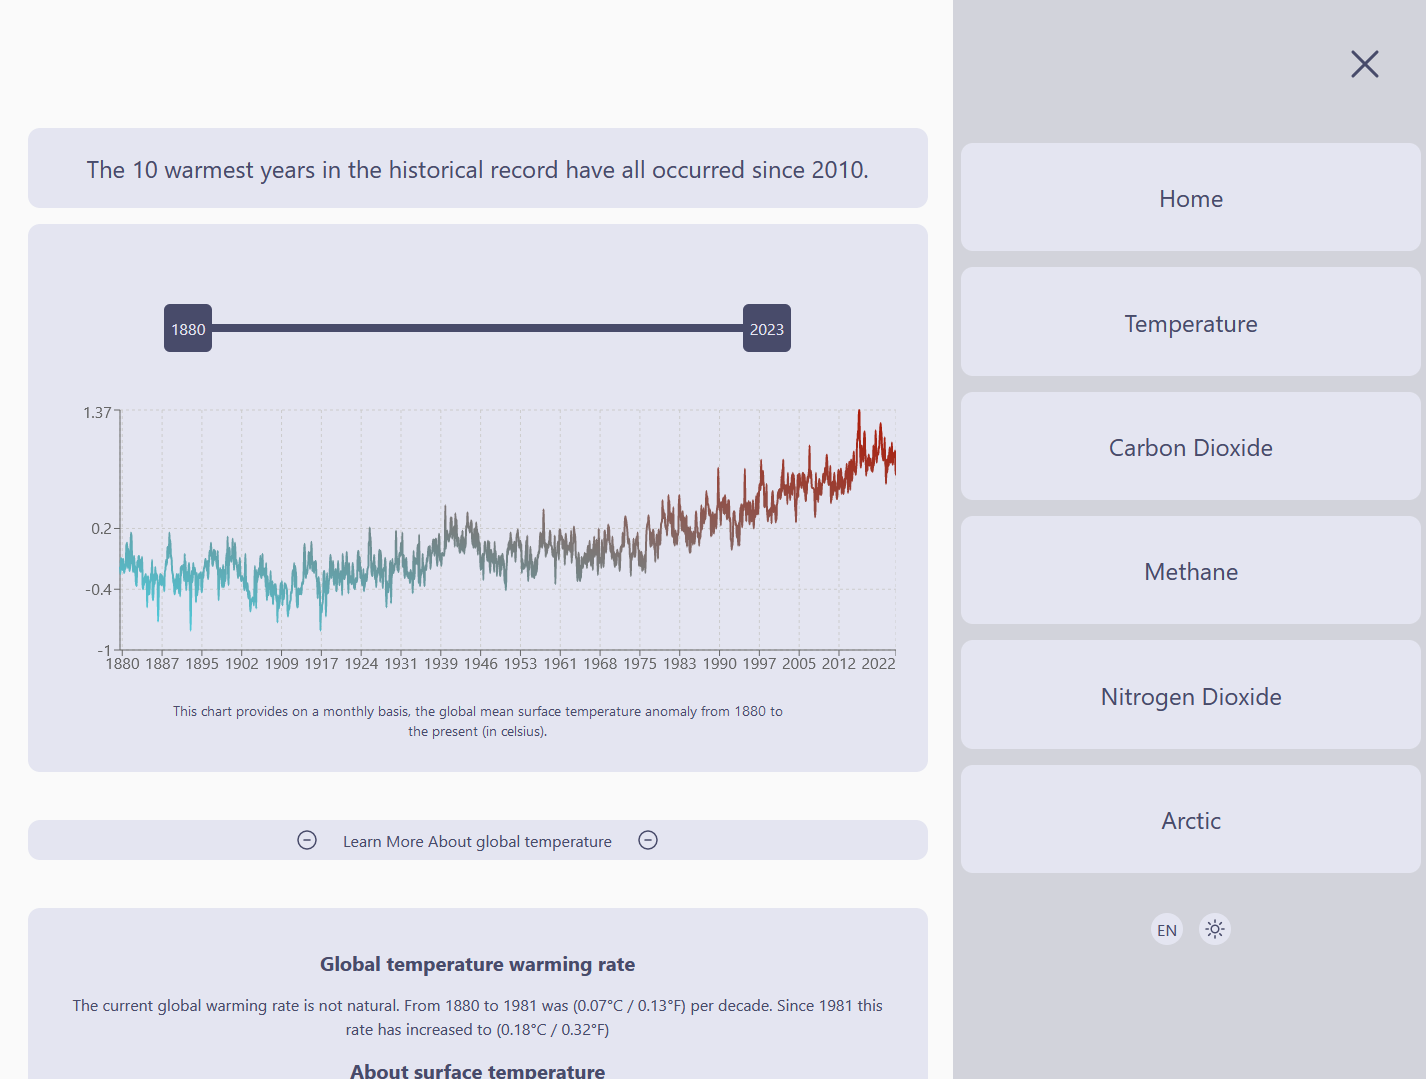 The 10 warmest years in the historical record have all occurred since 2010.
1880
2023
1.37
0.2
-0.4
-1
1880 1887 1895 1902 1909 1917 1924 1931 1939 1946 1953 1961 1968 1975 1983 1990 1997 2005 2012 2022
This chart provides on a monthly basis, the global mean surface temperature anomaly from 1880 to
the present (in celsius).
Learn More About global temperature
Global temperature warming rate
The current global warming rate is not natural. From 1880 to 1981 was (0.07°C / 0.13°F) per decade. Since 1981 this
rate has increased to (0.18°C / 0.32°F)
About surface temperature
Home
Temperature
Carbon Dioxide
Methane
Nitrogen Dioxide
Arctic
EN